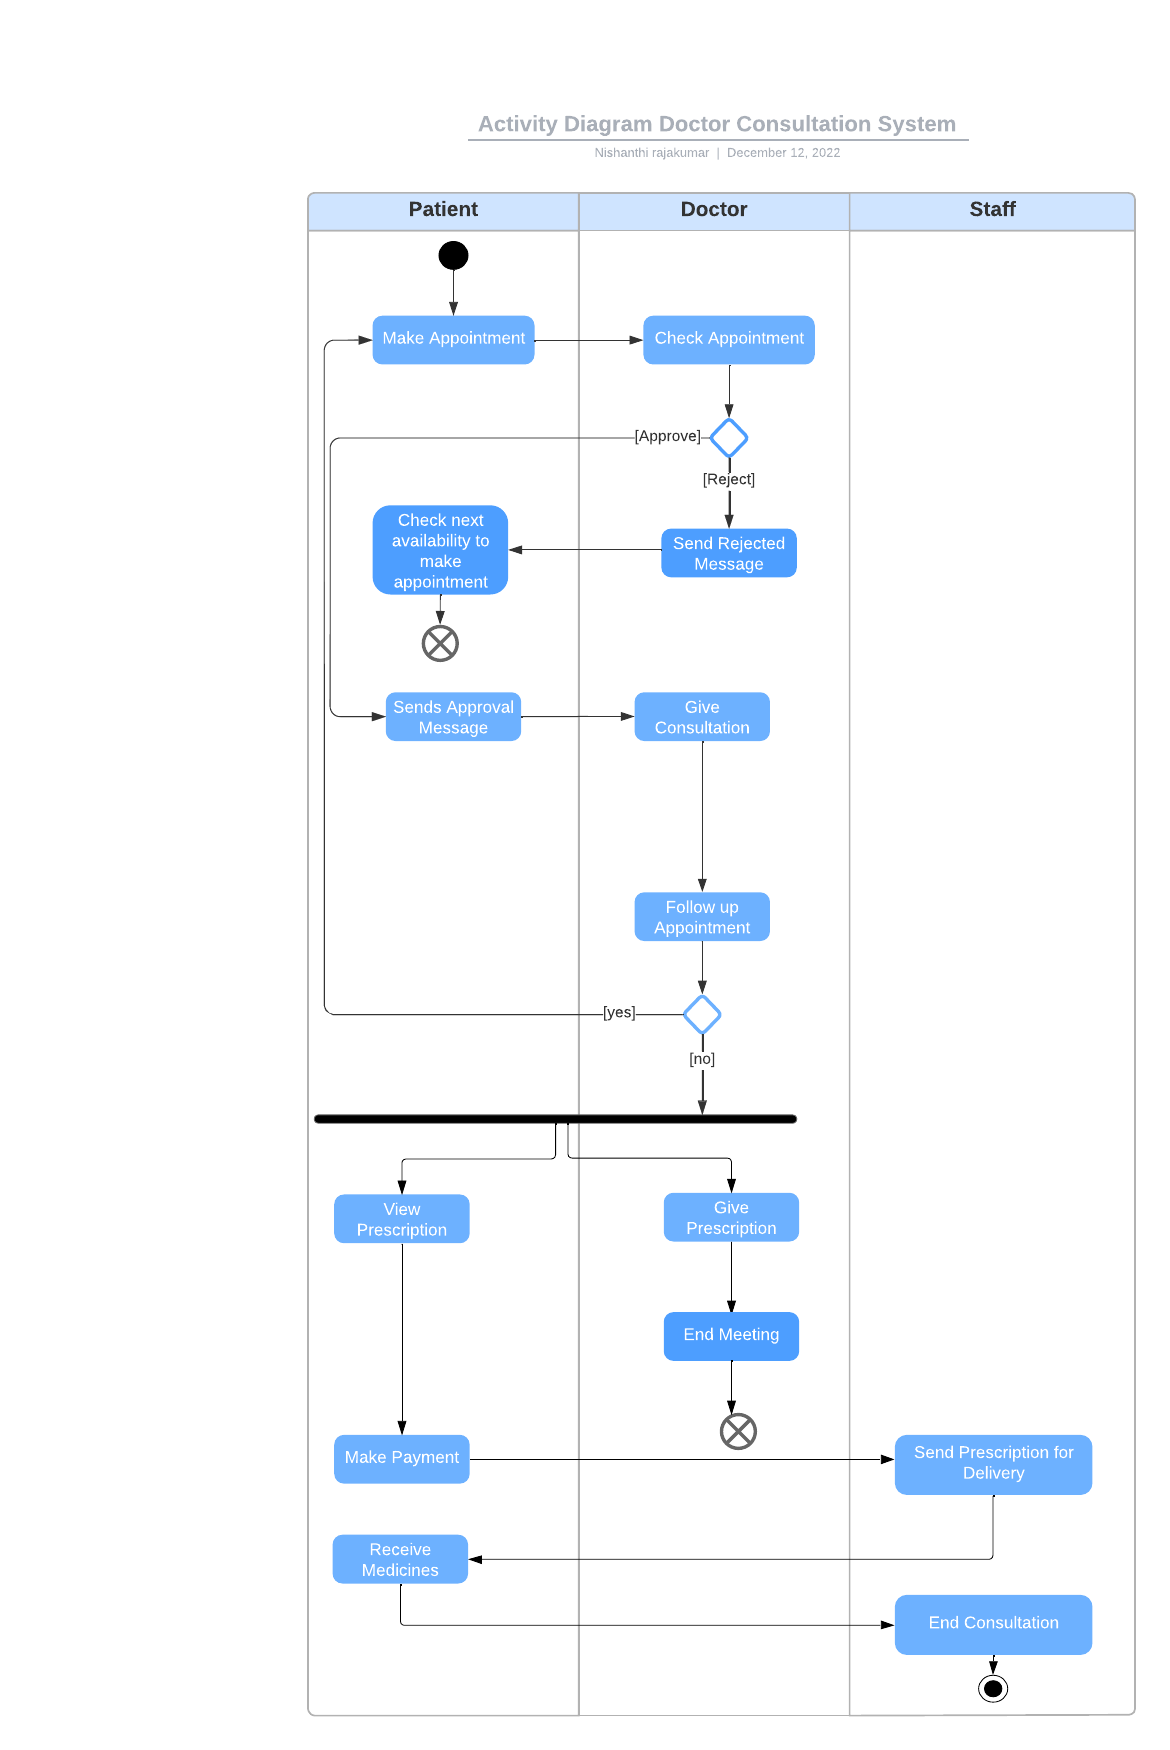 Activity Diagram Doctor Consultation System
Nishanthi rajakumar | December 12, 2022
Patient
Doctor
Staff
Make Appointment
Check Appointment
[Approve]
[Reject]
Check next
availability to
make
appointment
Send Rejected
Message
Sends Approval
Message
Give
Consultation
Follow up
Appointment
[yes]
[no]
View
Prescription
Give
Prescription
End Meeting
Make Payment
Send Prescription for
Delivery
Receive
Medicines
End Consultation